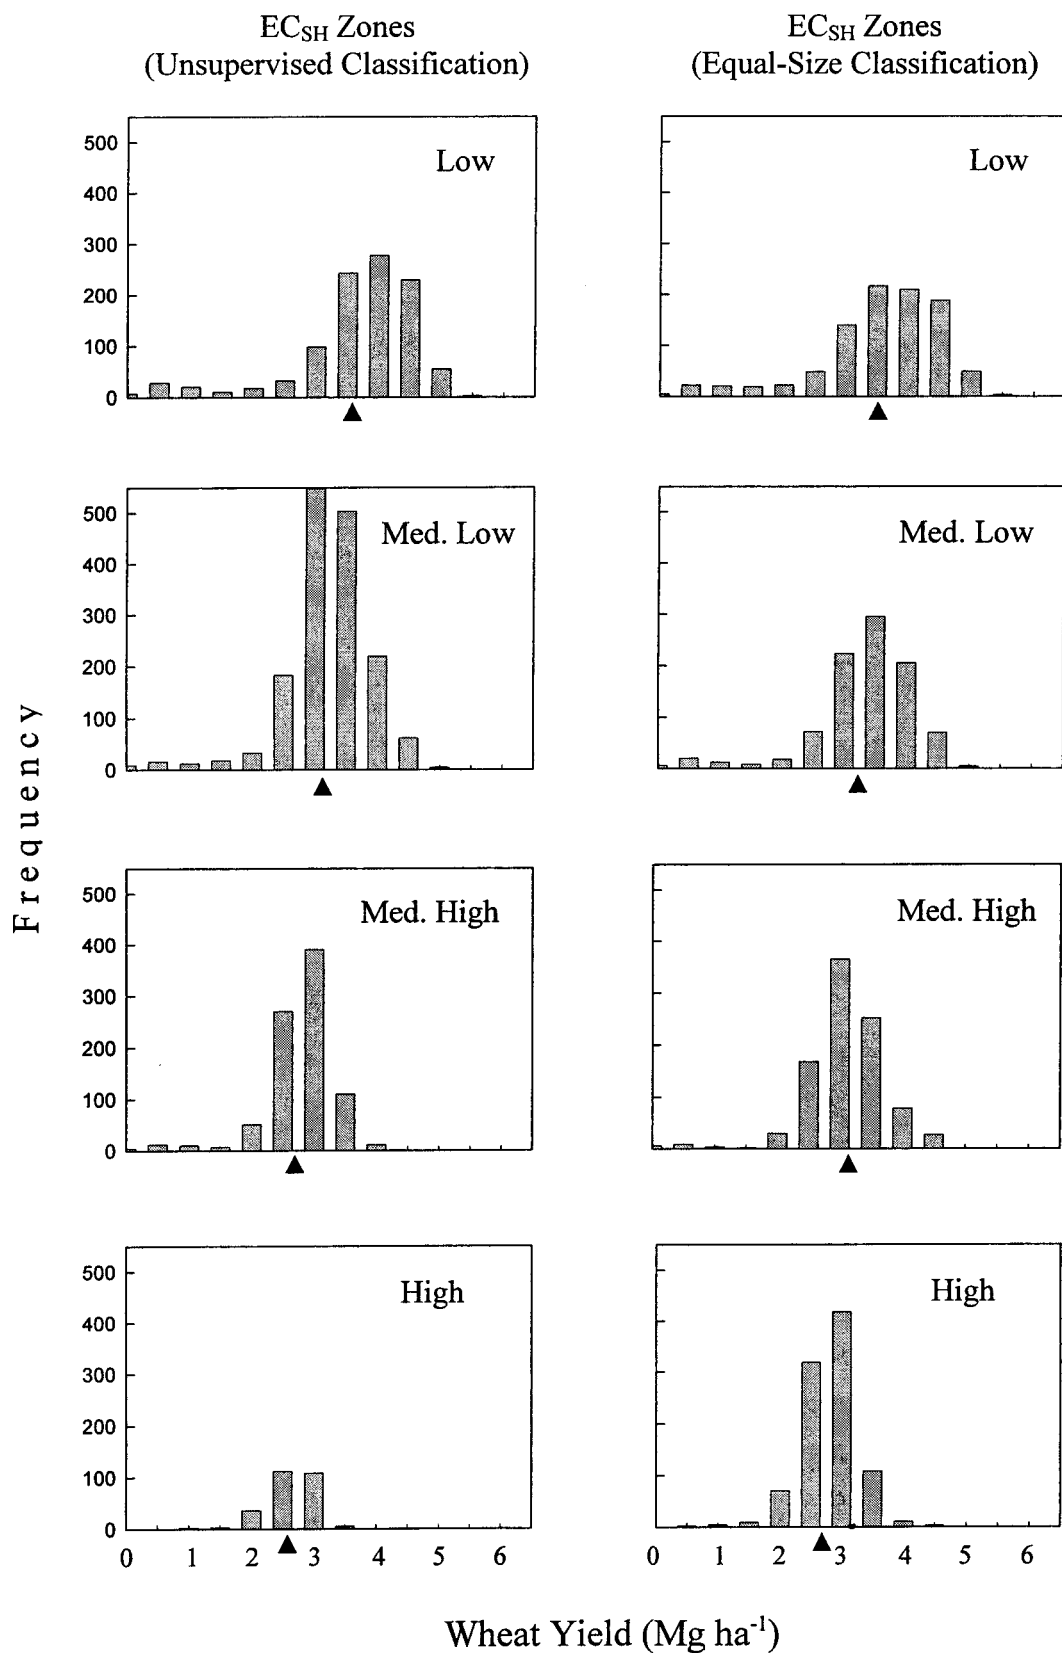 EC_SH Zones
(Unsupervised Classification)
EC_SH Zones
(Equal-Size Classification)
500
400
300
200
100
0
Low
Low
500
400
300
200
100
0
Med. Low
Med. Low
500
400
300
200
100
0
Med. High
Med. High
500
400
300
200
100
0
High
High
0 1 2 3 4 5 6
0 1 2 3 4 5 6
Frequency
Wheat Yield (Mg ha⁻¹)